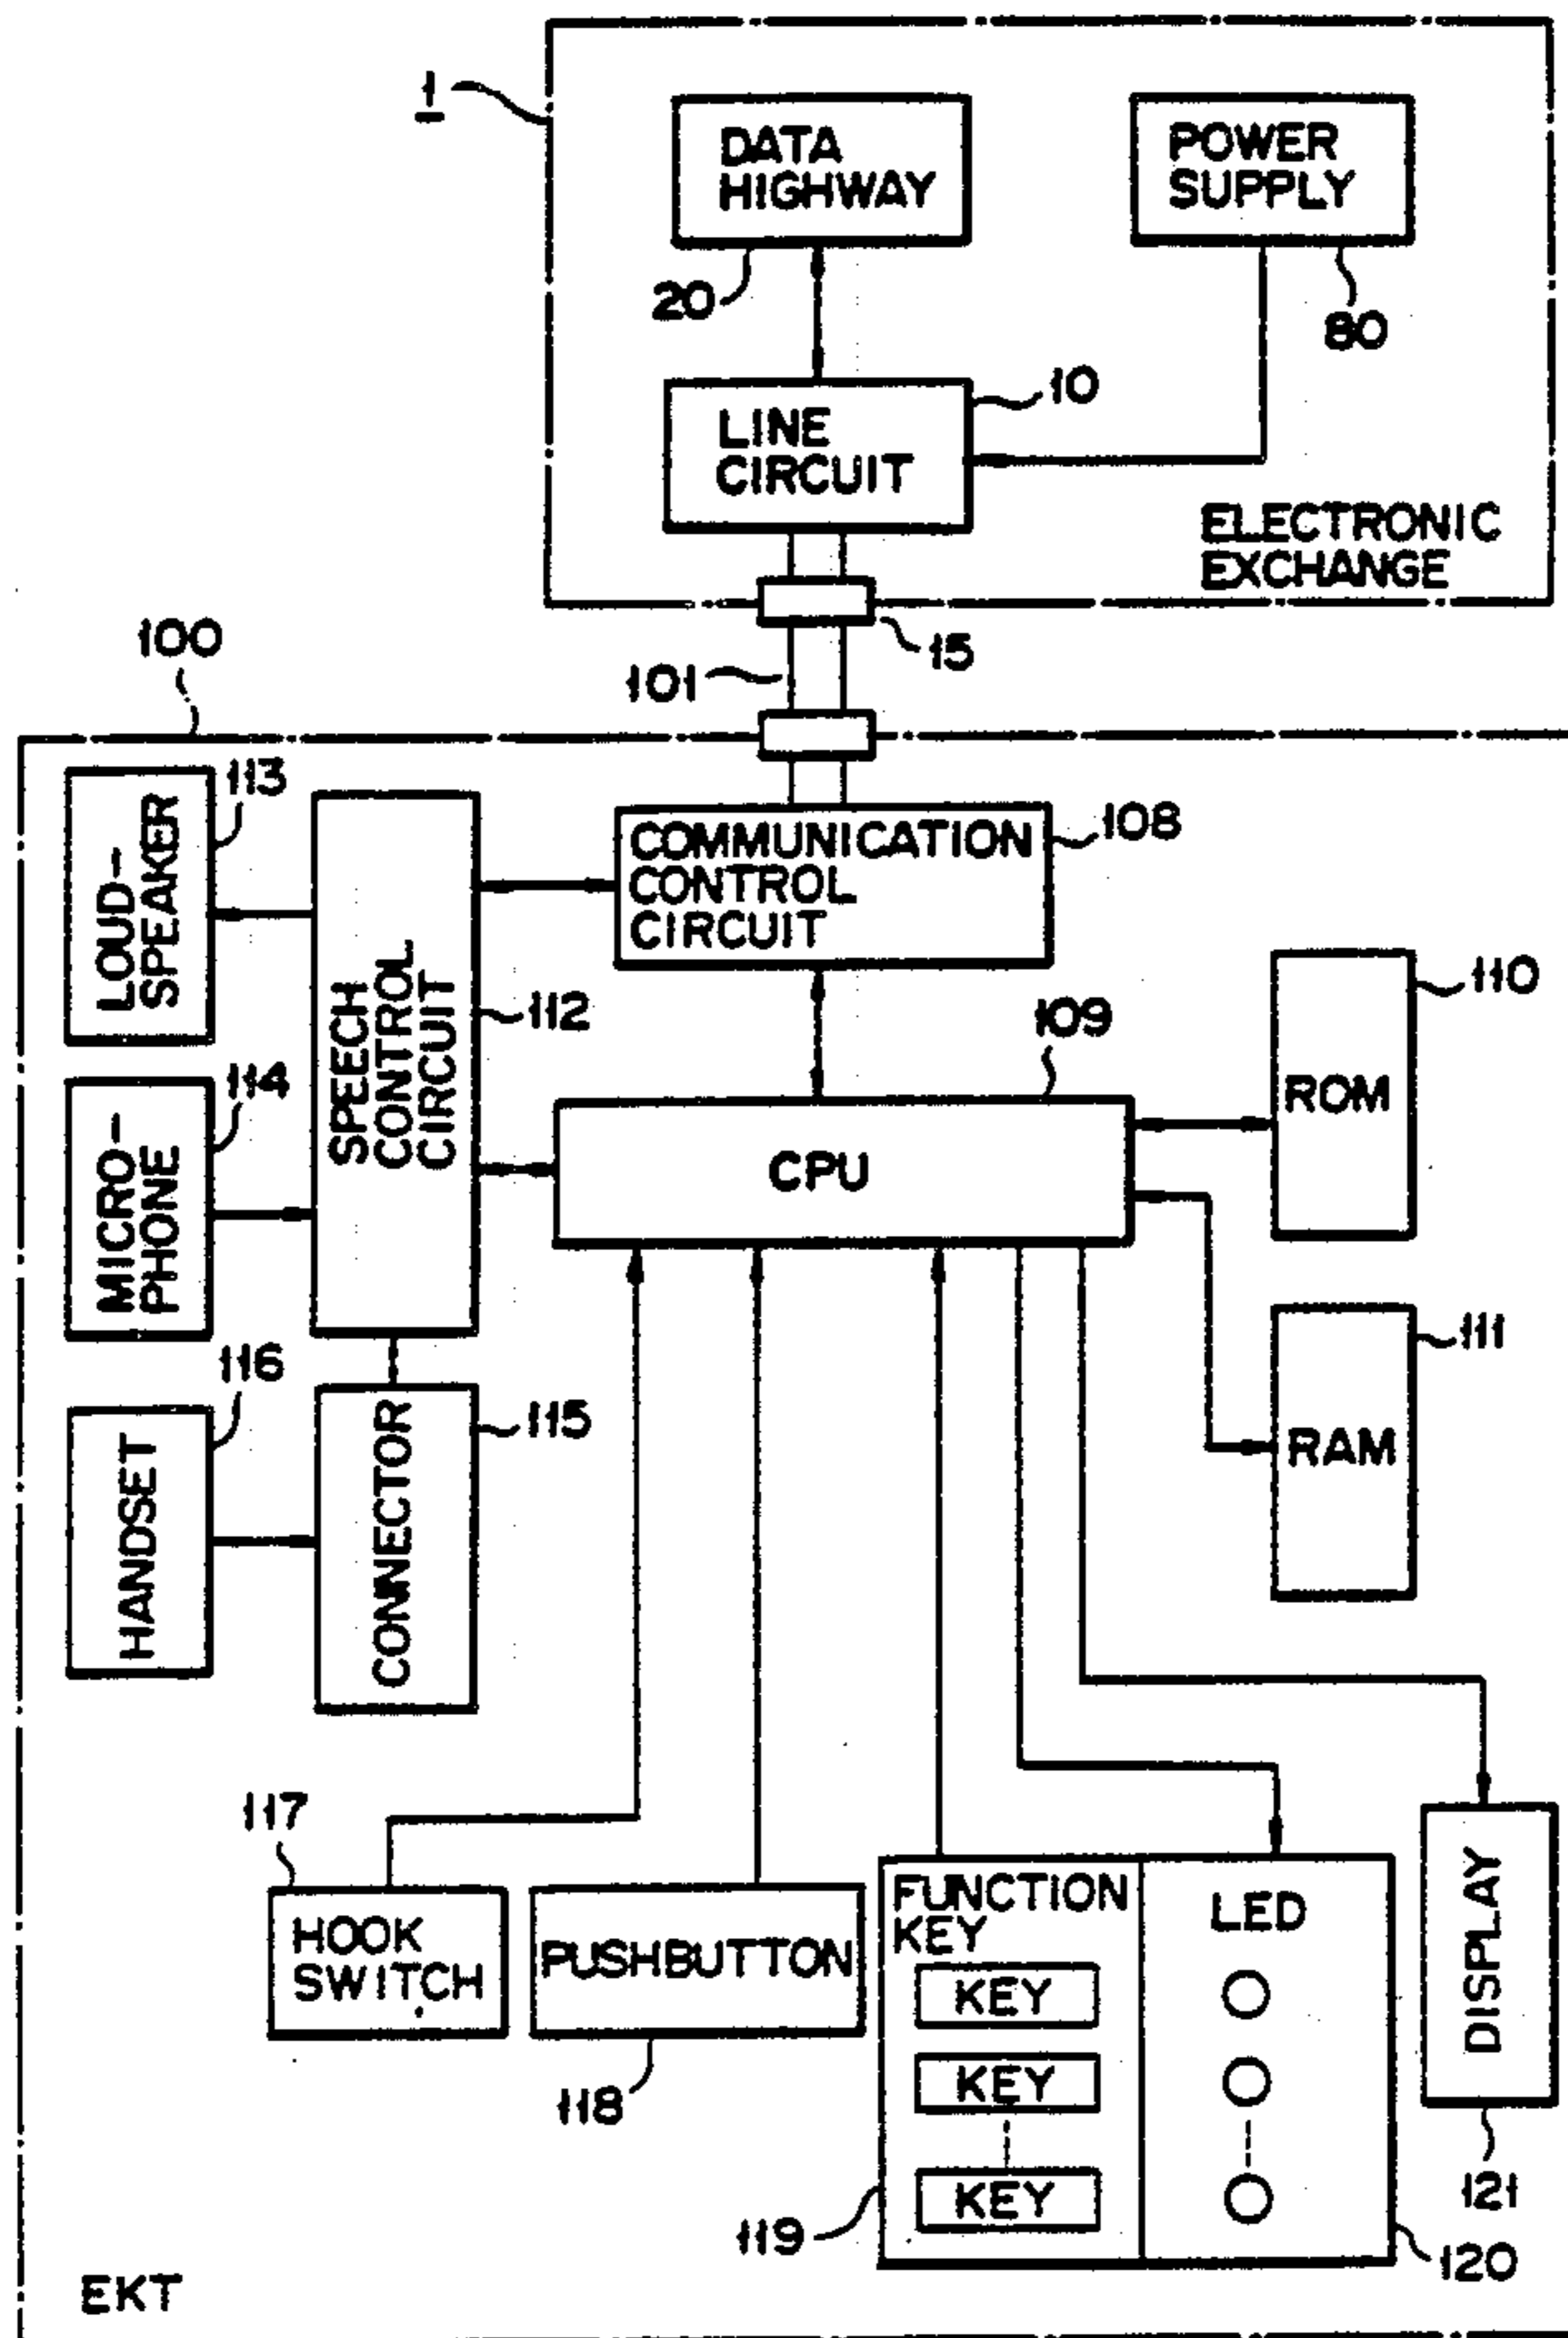 1
DATA
HIGHWAY
POWER
SUPPLY
20
80
10
LINE
CIRCUIT
ELECTRONIC
EXCHANGE
15
100
101
113
LOUD-
SPEAKER
108
COMMUNICATION
CONTROL
CIRCUIT
SPEECH
CONTROL
CIRCUIT
112
110
109
114
ROM
MICRO-
PHONE
CPU
116
115
111
HANDSET
CONNECTOR
RAM
117
HOOK
SWITCH
PUSHBUTTON
118
FUNCTION
KEY
LED
KEY
KEY
KEY
DISPLAY
121
119
120
EKT